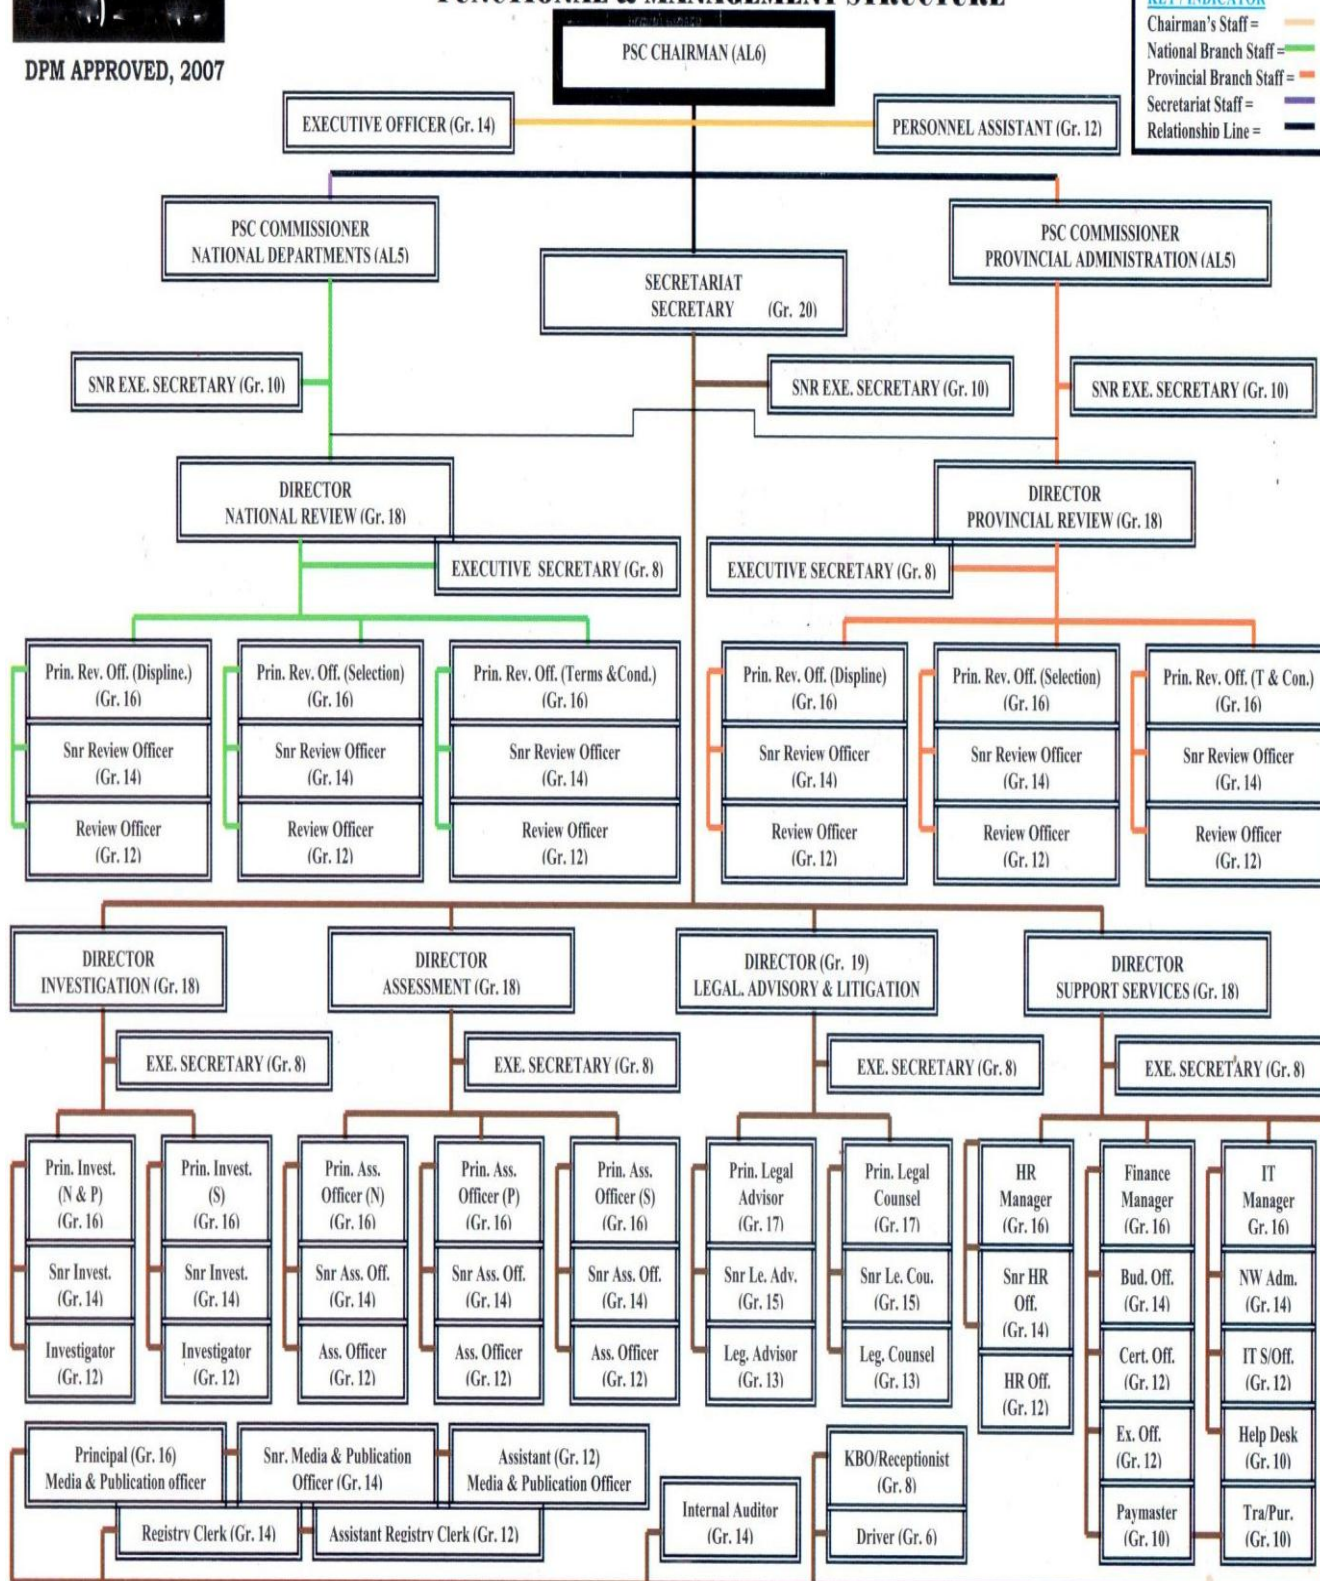 FUNCTIONAL & MANAGEMENT STRUCTURE
KEY / INDICATOR
Chairman's Staff =
National Branch Staff =
Provincial Branch Staff =
Secretariat Staff =
Relationship Line =
DPM APPROVED, 2007
PSC CHAIRMAN (AL6)
EXECUTIVE OFFICER (Gr. 14)
PERSONNEL ASSISTANT (Gr. 12)
PSC COMMISSIONER
NATIONAL DEPARTMENTS (AL5)
PSC COMMISSIONER
PROVINCIAL ADMINISTRATION (AL5)
SECRETARIAT
SECRETARY (Gr. 20)
SNR EXE. SECRETARY (Gr. 10)
SNR EXE. SECRETARY (Gr. 10)
SNR EXE. SECRETARY (Gr. 10)
DIRECTOR
NATIONAL REVIEW (Gr. 18)
DIRECTOR
PROVINCIAL REVIEW (Gr. 18)
EXECUTIVE SECRETARY (Gr. 8)
EXECUTIVE SECRETARY (Gr. 8)
Prin. Rev. Off. (Displine.)
(Gr. 16)
Snr Review Officer
(Gr. 14)
Review Officer
(Gr. 12)
Prin. Rev. Off. (Selection)
(Gr. 16)
Snr Review Officer
(Gr. 14)
Review Officer
(Gr. 12)
Prin. Rev. Off. (Terms &Cond.)
(Gr. 16)
Snr Review Officer
(Gr. 14)
Review Officer
(Gr. 12)
Prin. Rev. Off. (Displine)
(Gr. 16)
Snr Review Officer
(Gr. 14)
Review Officer
(Gr. 12)
Prin. Rev. Off. (Selection)
(Gr. 16)
Snr Review Officer
(Gr. 14)
Review Officer
(Gr. 12)
Prin. Rev. Off. (T & Con.)
(Gr. 16)
Snr Review Officer
(Gr. 14)
Review Officer
(Gr. 12)
DIRECTOR
INVESTIGATION (Gr. 18)
DIRECTOR
ASSESSMENT (Gr. 18)
DIRECTOR (Gr. 19)
LEGAL. ADVISORY & LITIGATION
DIRECTOR
SUPPORT SERVICES (Gr. 18)
EXE. SECRETARY (Gr. 8)
EXE. SECRETARY (Gr. 8)
EXE. SECRETARY (Gr. 8)
EXE. SECRETARY (Gr. 8)
Prin. Invest.
(N & P)
(Gr. 16)
Snr Invest.
(Gr. 14)
Investigator
(Gr. 12)
Prin. Invest.
(S)
(Gr. 16)
Snr Invest.
(Gr. 14)
Investigator
(Gr. 12)
Prin. Ass.
Officer (N)
(Gr. 16)
Snr Ass. Off.
(Gr. 14)
Ass. Officer
(Gr. 12)
Prin. Ass.
Officer (P)
(Gr. 16)
Snr Ass. Off.
(Gr. 14)
Ass. Officer
(Gr. 12)
Prin. Ass.
Officer (S)
(Gr. 16)
Snr Ass. Off.
(Gr. 14)
Ass. Officer
(Gr. 12)
Prin. Legal
Advisor
(Gr. 17)
Snr Le. Adv.
(Gr. 15)
Leg. Advisor
(Gr. 13)
Prin. Legal
Counsel
(Gr. 17)
Snr Le. Cou.
(Gr. 15)
Leg. Counsel
(Gr. 13)
HR
Manager
(Gr. 16)
Snr HR
Off.
(Gr. 14)
HR Off.
(Gr. 12)
Finance
Manager
(Gr. 16)
Bud. Off.
(Gr. 14)
Cert. Off.
(Gr. 12)
Ex. Off.
(Gr. 12)
Paymaster
(Gr. 10)
IT
Manager
Gr. 16)
NW Adm.
(Gr. 14)
IT S/Off.
(Gr. 12)
Help Desk
(Gr. 10)
Tra/Pur.
(Gr. 10)
Principal (Gr. 16)
Media & Publication officer
Snr. Media & Publication
Officer (Gr. 14)
Assistant (Gr. 12)
Media & Publication Officer
Registry Clerk (Gr. 14)
Assistant Registry Clerk (Gr. 12)
Internal Auditor
(Gr. 14)
KBO/Receptionist
(Gr. 8)
Driver (Gr. 6)